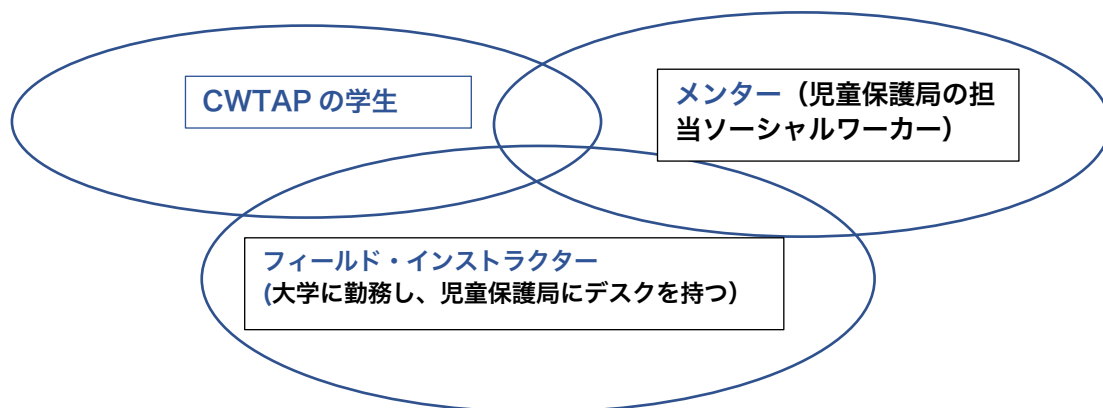 CWTAP の学生
メンター（児童保護局の担
当ソーシャルワーカー）
フィールド・インストラクター
(大学に勤務し、児童保護局にデスクを持つ）